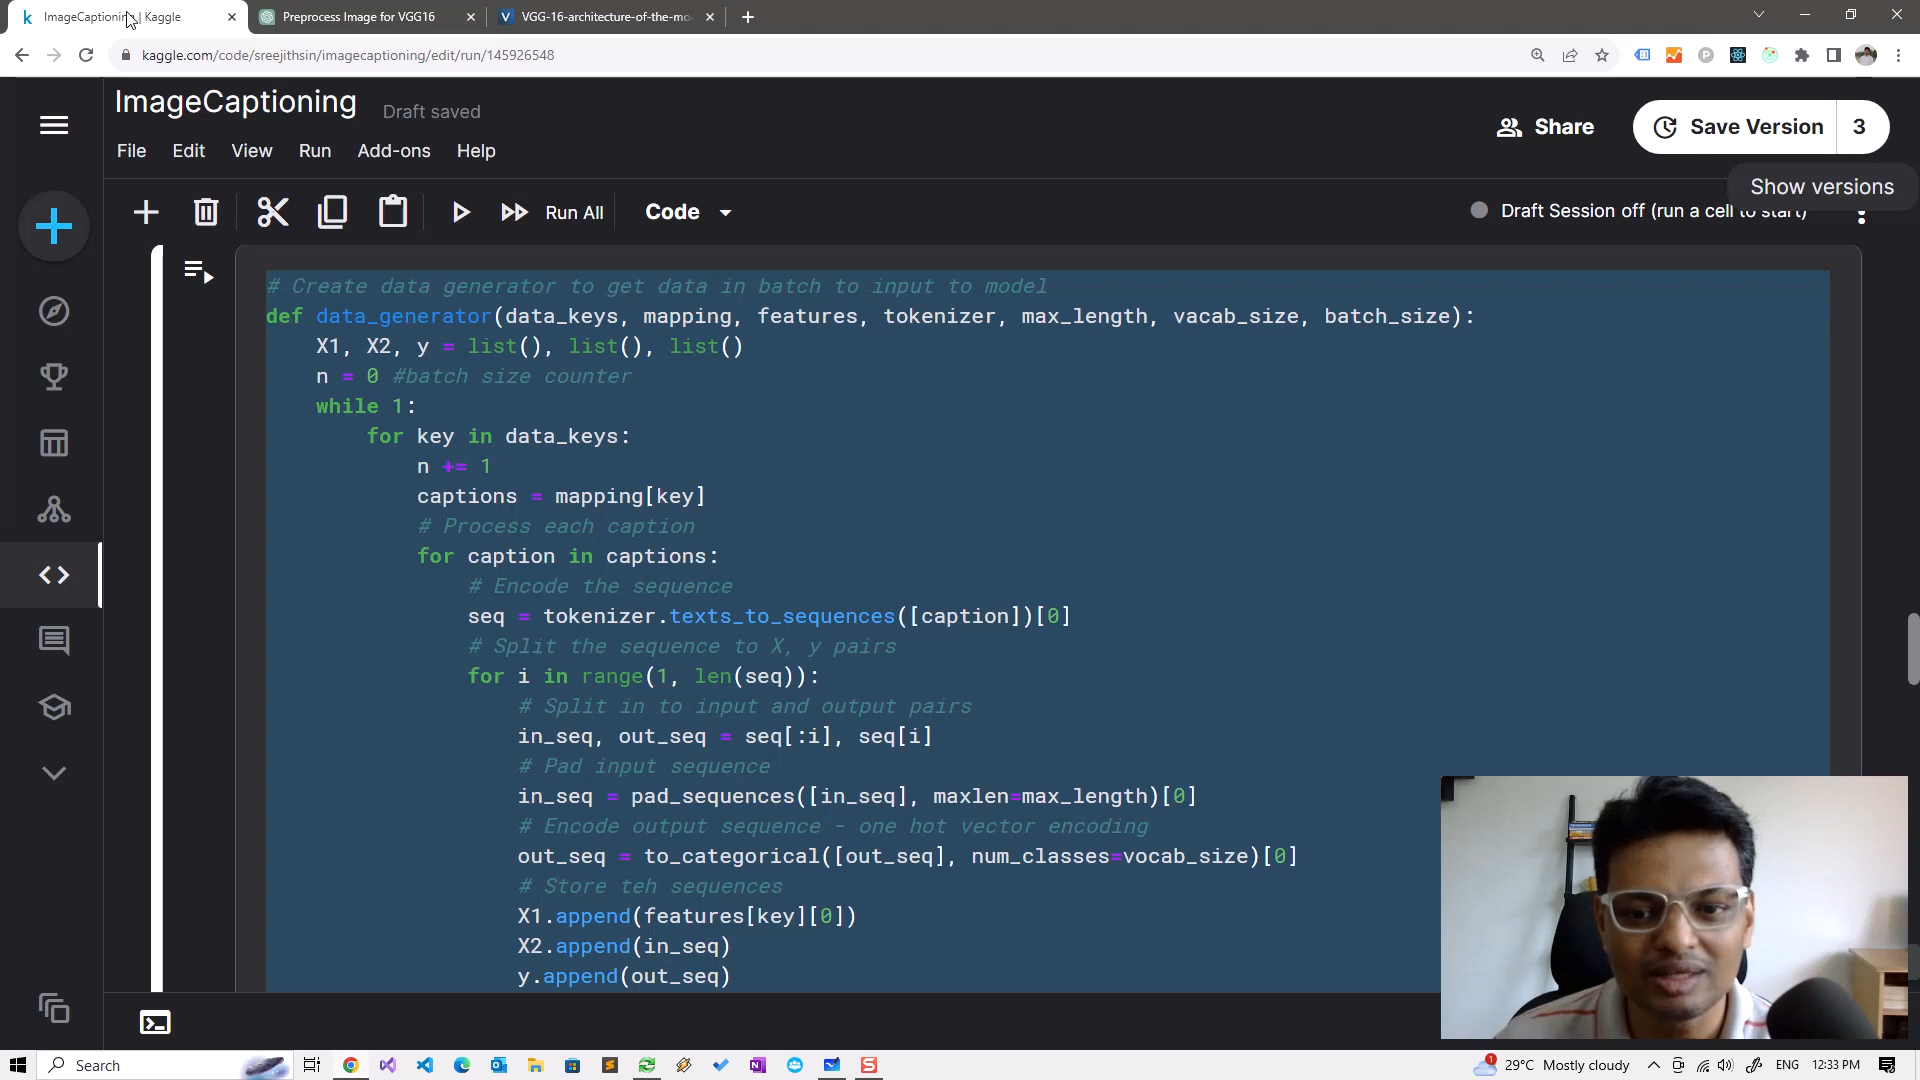 ImageCaptioning | Kaggle
Preprocess Image for VGG16
VGG-16-architecture-of-the-mo
kaggle.com/code/sreejithsin/imagecaptioning/edit/run/145926548
ImageCaptioning
Draft saved
Share
Save Version
3
File
Edit
View
Run
Add-ons
Help
Show versions
Run All
Code
Draft Session off (run a cell to start)
# Create data generator to get data in batch to input to model
def data_generator(data_keys, mapping, features, tokenizer, max_length, vacab_size, batch_size):
X1, X2, y = list(), list(), list()
n = 0 #batch size counter
while 1:
for key in data_keys:
n += 1
captions = mapping[key]
# Process each caption
for caption in captions:
# Encode the sequence
seq = tokenizer.texts_to_sequences([caption])[0]
# Split the sequence to X, y pairs
for i in range(1, len(seq)):
# Split in to input and output pairs
in_seq, out_seq = seq[:i], seq[i]
# Pad input sequence
in_seq = pad_sequences([in_seq], maxlen=max_length)[0]
# Encode output sequence - one hot vector encoding
out_seq = to_categorical([out_seq], num_classes=vocab_size)[0]
# Store teh sequences
X1.append(features[key][0])
X2.append(in_seq)
y.append(out_seq)
Search
1
29°C Mostly cloudy
ENG
12:33 PM